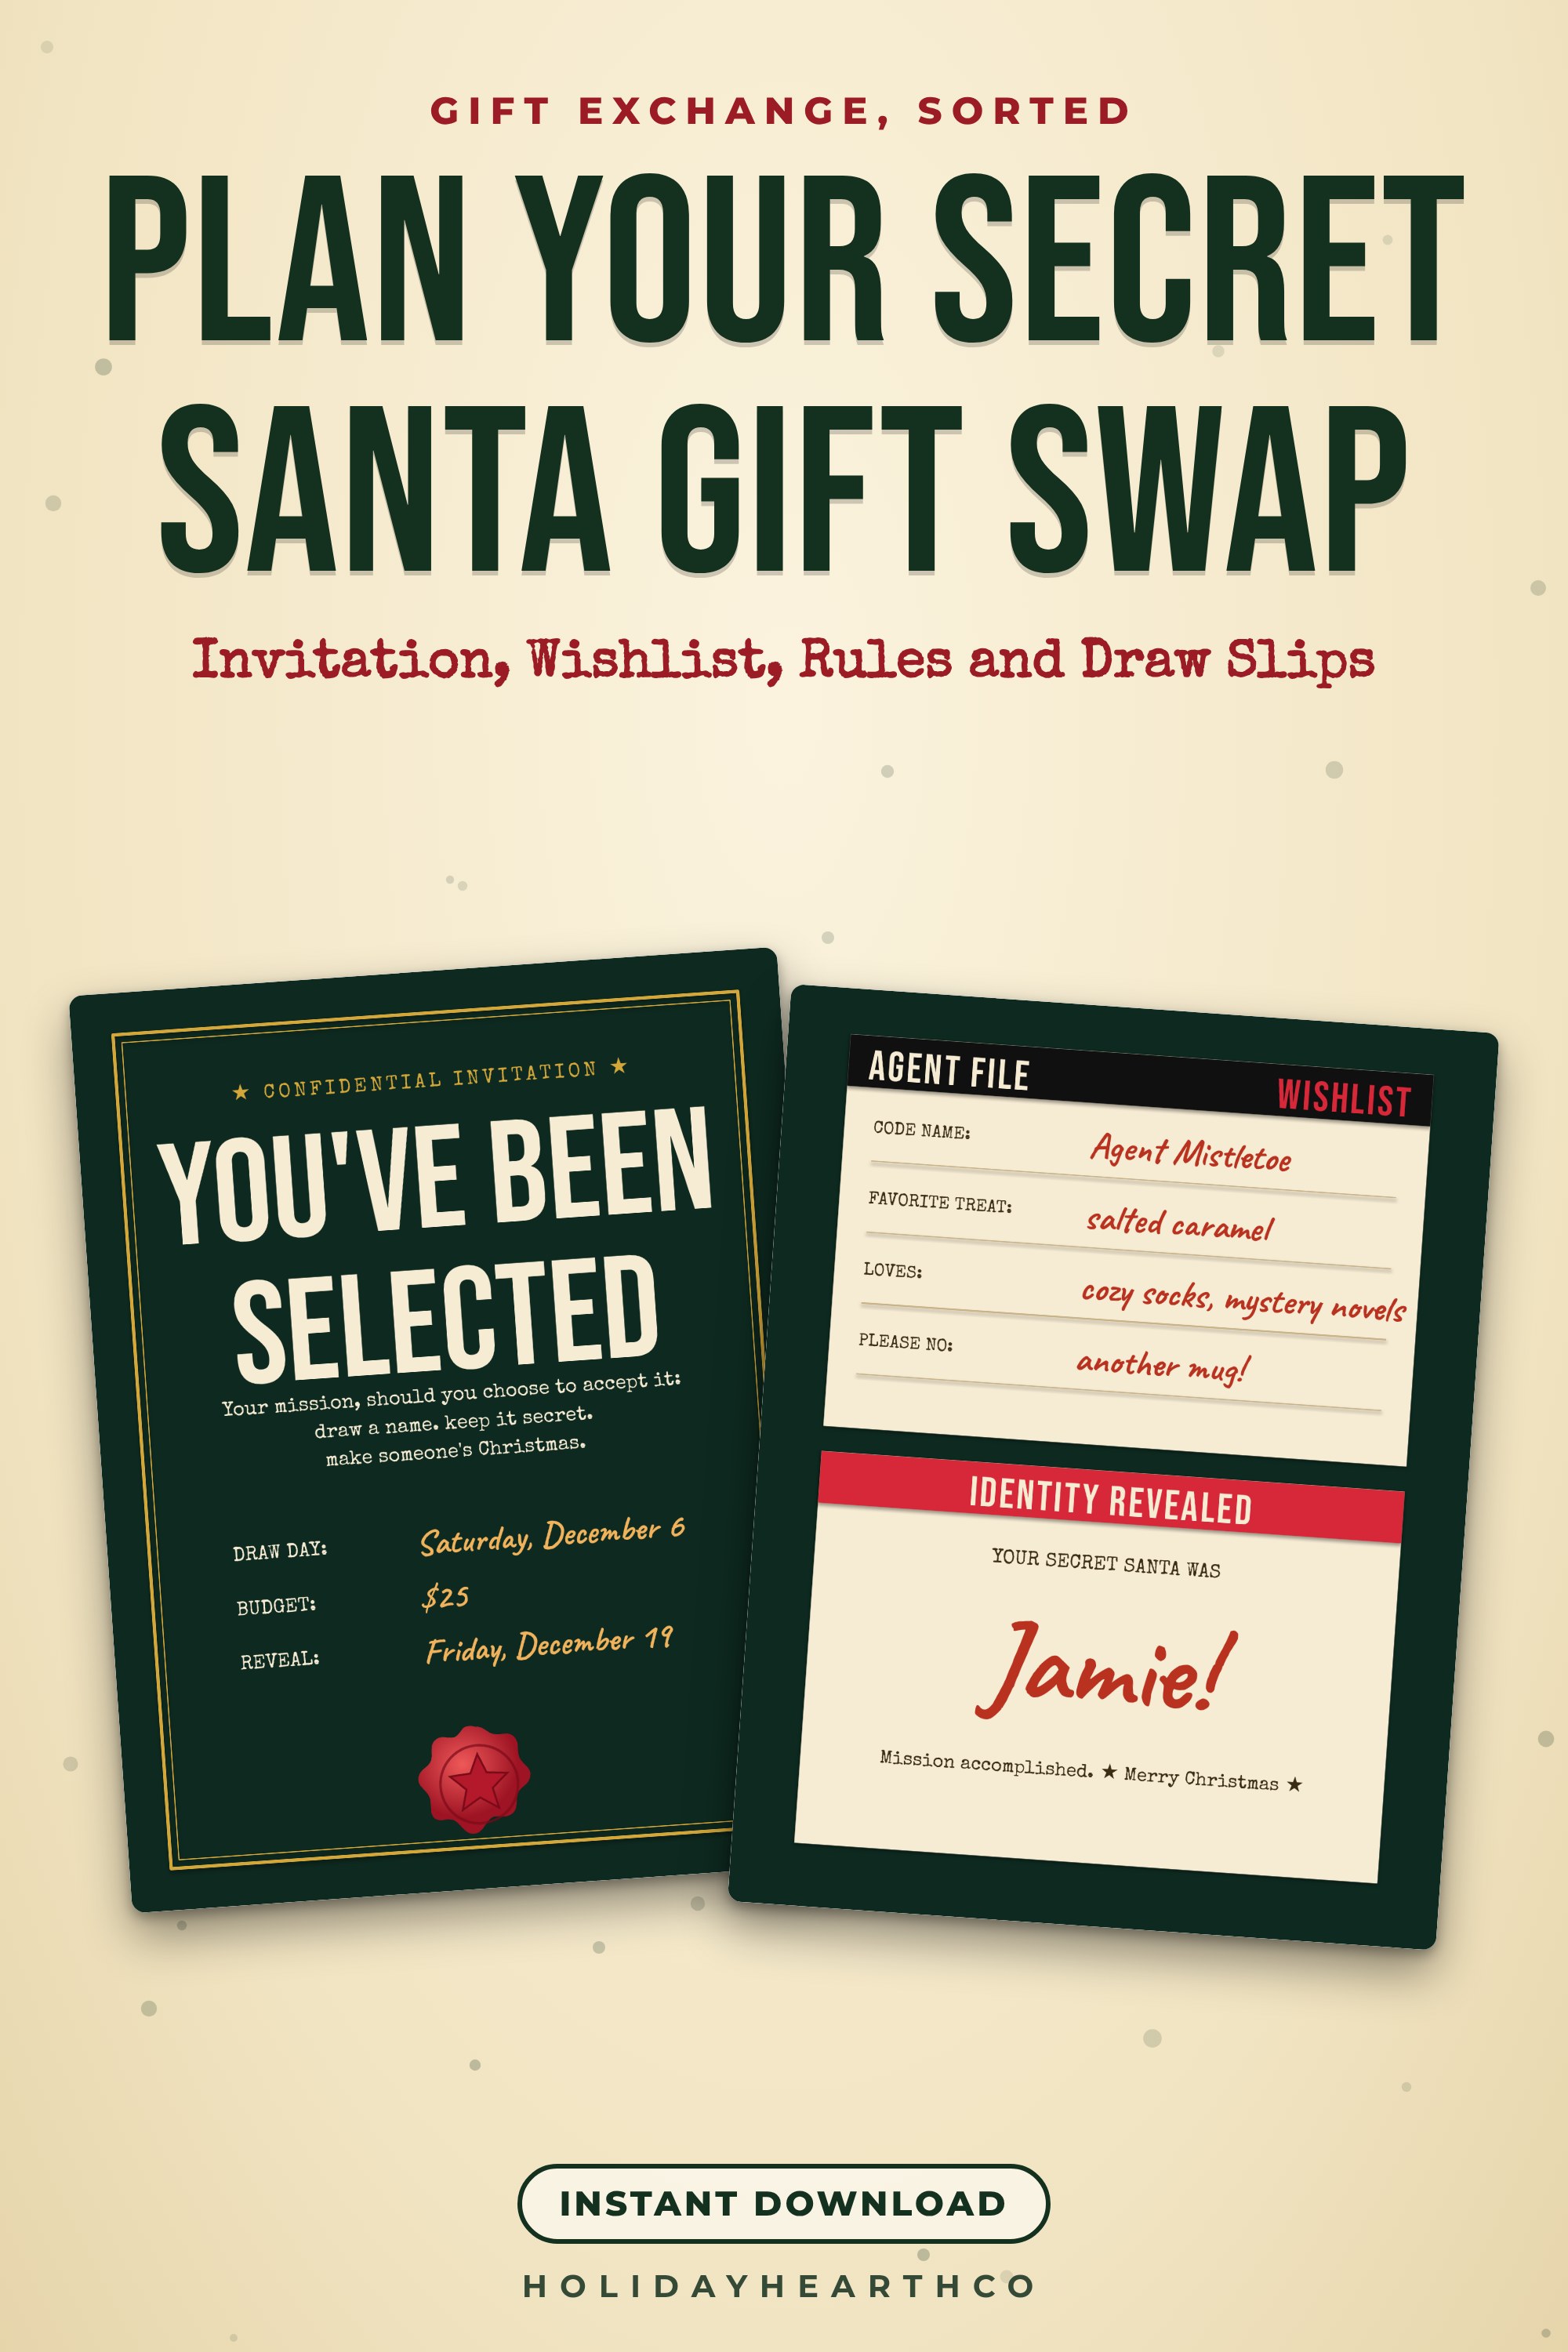 GIFT EXCHANGE, SORTED
PLAN YOUR SECRET
SANTA GIFT SWAP
Invitation, Wishlist, Rules and Draw Slips
★ CONFIDENTIAL INVITATION ★
YOU'VE BEEN
SELECTED
Your mission, should you choose to accept it:
draw a name. keep it secret.
make someone's Christmas.
DRAW DAY: Saturday, December 6
BUDGET: $25
REVEAL: Friday, December 19
AGENT FILE WISHLIST
CODE NAME: Agent Mistletoe
FAVORITE TREAT: salted caramel
LOVES: cozy socks, mystery novels
PLEASE NO: another mug!
IDENTITY REVEALED
YOUR SECRET SANTA WAS
Jamie!
Mission accomplished. ★ Merry Christmas ★
INSTANT DOWNLOAD
HOLIDAYHEARTHCO